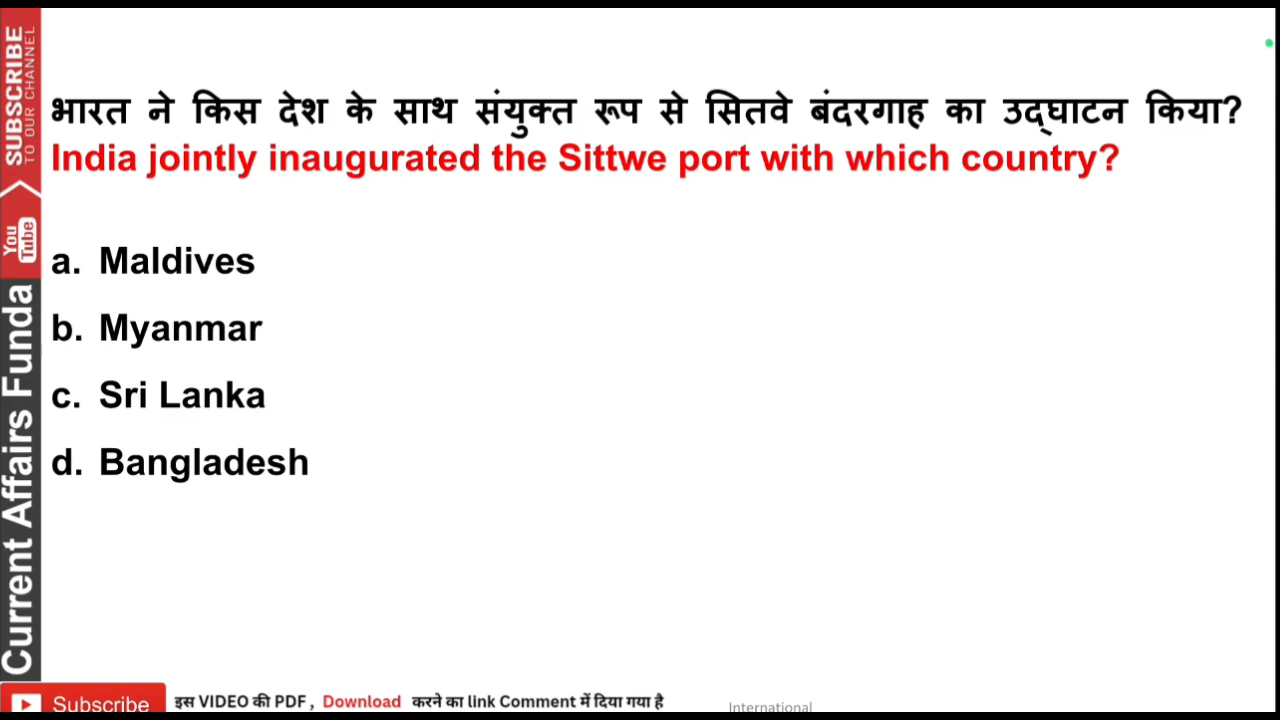 भारत ने किस देश के साथ संयुक्त रूप से सितवे बंदरगाह का उद्घाटन किया?
India jointly inaugurated the Sittwe port with which country?
a. Maldives
b. Myanmar
c. Sri Lanka
d. Bangladesh
SUBSCRIBE
TO OUR CHANNEL
You
Tube
Current Affairs Funda
Subscribe
इस VIDEO की PDF , Download करने का link Comment में दिया गया है
International